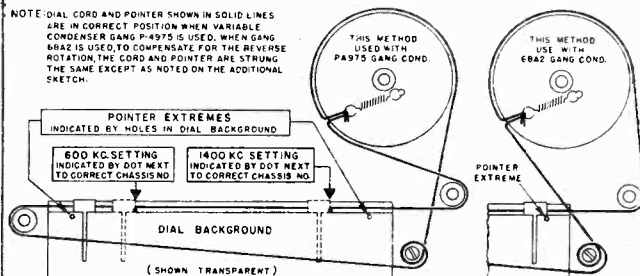 NOTE: DIAL CORD AND POINTER SHOWN IN SOLID LINES
ARE IN CORRECT POSITION WHEN VARIABLE
CONDENSER GANG P-4975 IS USED. WHEN GANG
6BA2 IS USED, TO COMPENSATE FOR THE REVERSE
ROTATION, THE CORD AND POINTER ARE STRUNG
THE SAME EXCEPT AS NOTED ON THE ADDITIONAL
SKETCH.
THIS METHOD
USED WITH
PA975 GANG COND.
THIS METHOD
USE WITH
6BA2 GANG COND.
POINTER EXTREMES
INDICATED BY HOLES IN DIAL BACKGROUND
600 KC. SETTING
INDICATED BY DOT NEXT
TO CORRECT CHASSIS NO
1400 KC SETTING
INDICATED BY DOT NEXT
TO CORRECT CHASSIS NO.
POINTER
EXTREME
DIAL BACKGROUND
(SHOWN TRANSPARENT)